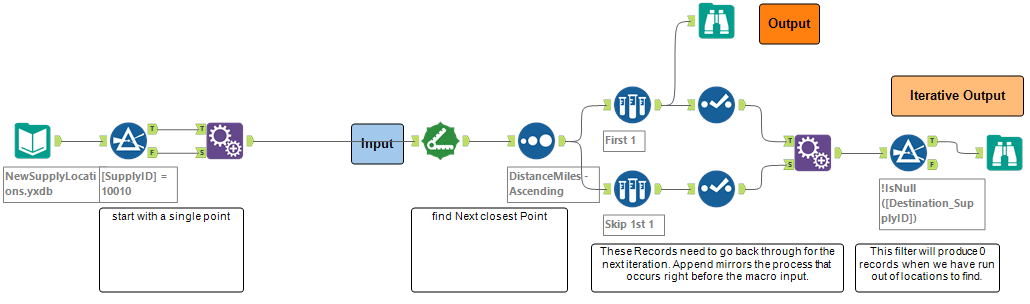 Output
Iterative Output
Input
T
F
T
S
NewSupplyLocati
ons.yxdb
[SupplyID] =
10010
start with a single point
DistanceMiles -
Ascending
find Next closest Point
First 1
Skip 1st 1
T
S
T
F
!IsNull
([Destination_Su
pplyID])
These Records need to go back through for the
next iteration. Append mirrors the process that
occurs right before the macro input.
This filter will produce 0
records when we have run
out of locations to find.